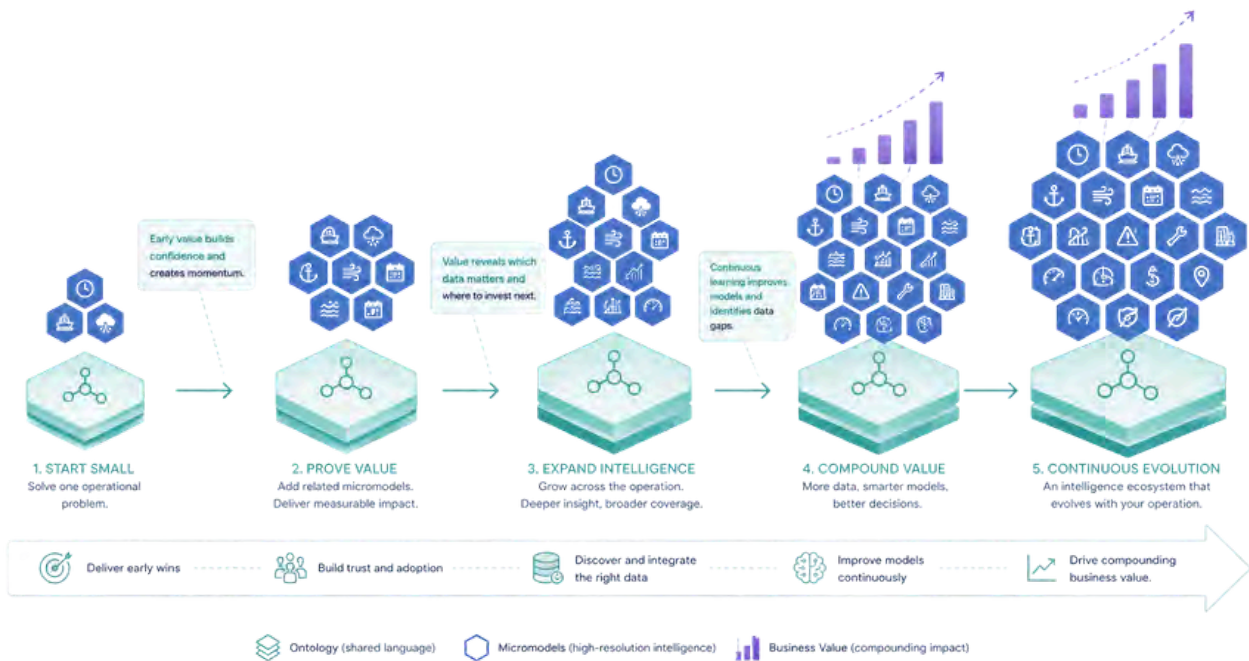 Early value builds
confidence and
creates momentum.
Value reveals which
data matters and
where to invest next.
Continuous
learning improves
models and
identifies data
gaps.
1. START SMALL
Solve one operational
problem.
2. PROVE VALUE
Add related micromodels.
Deliver measurable impact.
3. EXPAND INTELLIGENCE
Grow across the operation.
Deeper insight, broader coverage.
4. COMPOUND VALUE
More data, smarter models,
better decisions.
5. CONTINUOUS EVOLUTION
An intelligence ecosystem that
evolves with your operation.
Deliver early wins
Build trust and adoption
Discover and integrate
the right data
Improve models
continuously
Drive compounding
business value.
Ontology (shared language)
Micromodels (high-resolution intelligence)
Business Value (compounding impact)